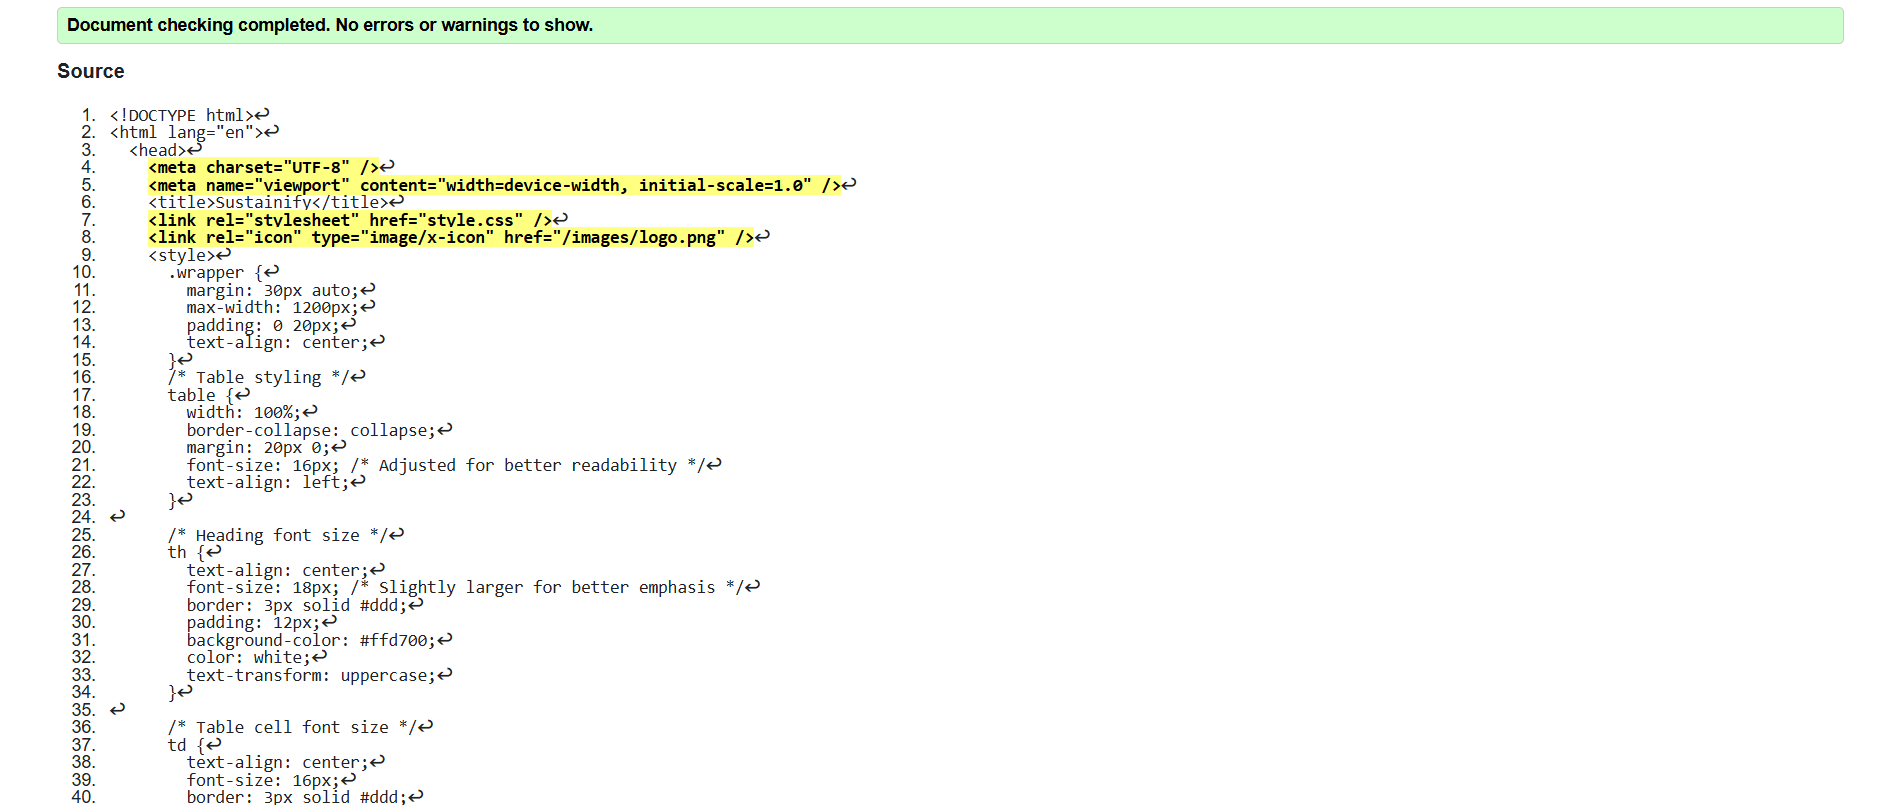 Document checking completed. No errors or warnings to show.
Source
1. <!DOCTYPE html>↩
2. <html lang="en">↩
3.   <head>↩
4.     <meta charset="UTF-8" />↩
5.     <meta name="viewport" content="width=device-width, initial-scale=1.0" />↩
6.     <title>Sustainify</title>↩
7.     <link rel="stylesheet" href="style.css" />↩
8.     <link rel="icon" type="image/x-icon" href="/images/logo.png" />↩
9.     <style>↩
10.       .wrapper {↩
11.         margin: 30px auto;↩
12.         max-width: 1200px;↩
13.         padding: 0 20px;↩
14.         text-align: center;↩
15.       }↩
16.       /* Table styling */↩
17.       table {↩
18.         width: 100%;↩
19.         border-collapse: collapse;↩
20.         margin: 20px 0;↩
21.         font-size: 16px; /* Adjusted for better readability */↩
22.         text-align: left;↩
23.       }↩
24. ↩
25.       /* Heading font size */↩
26.       th {↩
27.         text-align: center;↩
28.         font-size: 18px; /* Slightly larger for better emphasis */↩
29.         border: 3px solid #ddd;↩
30.         padding: 12px;↩
31.         background-color: #ffd700;↩
32.         color: white;↩
33.         text-transform: uppercase;↩
34.       }↩
35. ↩
36.       /* Table cell font size */↩
37.       td {↩
38.         text-align: center;↩
39.         font-size: 16px;↩
40.         border: 3px solid #ddd;↩